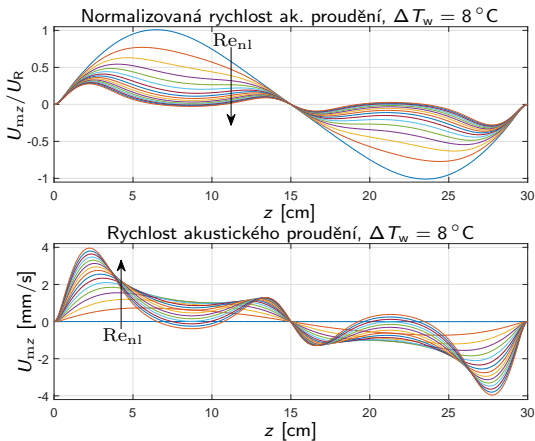 Normalizovaná rychlost ak. proudění, Δ T_w = 8 °C
U_mz/U_R
1
0.5
0
-0.5
-1
Re_nl
0 5 10 15 20 25 30
z [cm]
Rychlost akustického proudění, Δ T_w = 8 °C
U_mz [mm/s]
4
2
0
-2
-4
Re_nl
0 5 10 15 20 25 30
z [cm]